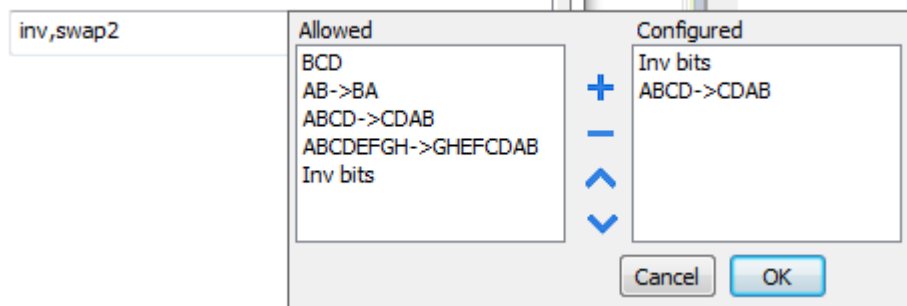 inv,swap2
Allowed
BCD
AB->BA
ABCD->CDAB
ABCDEFGH->GHEFCDAB
Inv bits
Configured
Inv bits
ABCD->CDAB
Cancel
OK